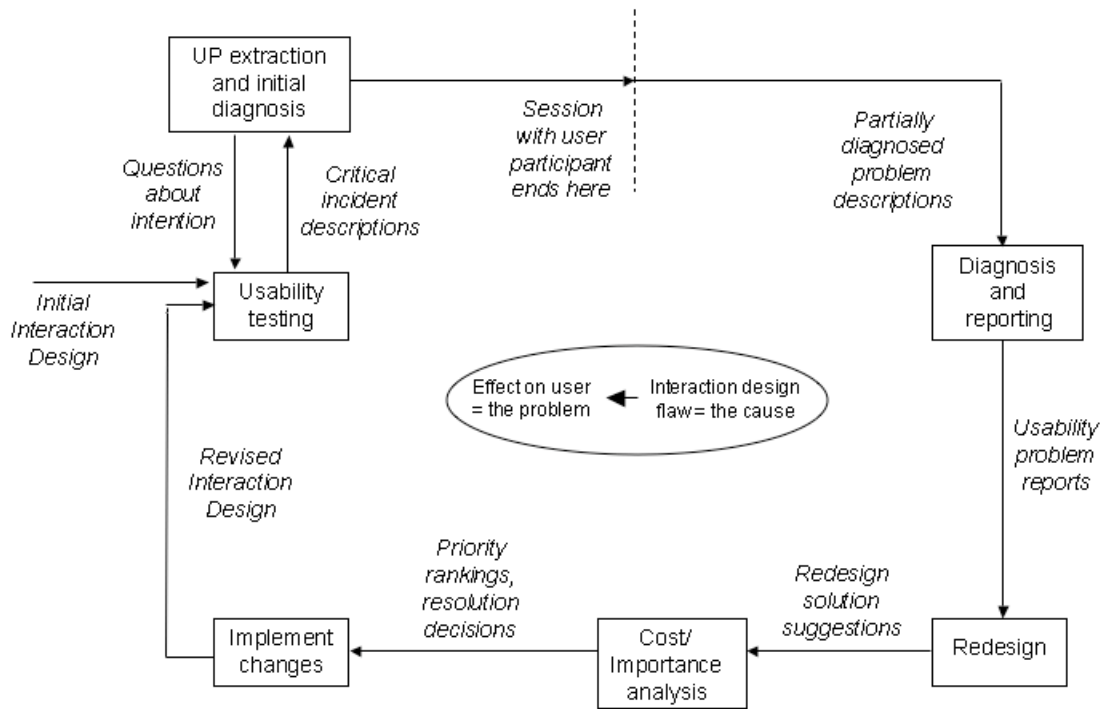 UP extraction
and initial
diagnosis
Session
with user
participant
ends here
Partially
diagnosed
problem
descriptions
Questions
about
intention
Critical
incident
descriptions
Usability
testing
Initial
Interaction
Design
Diagnosis
and
reporting
Effect on user
= the problem
Interaction design
flaw = the cause
Usability
problem
reports
Revised
Interaction
Design
Priority
rankings,
resolution
decisions
Redesign
solution
suggestions
Implement
changes
Cost/
Importance
analysis
Redesign